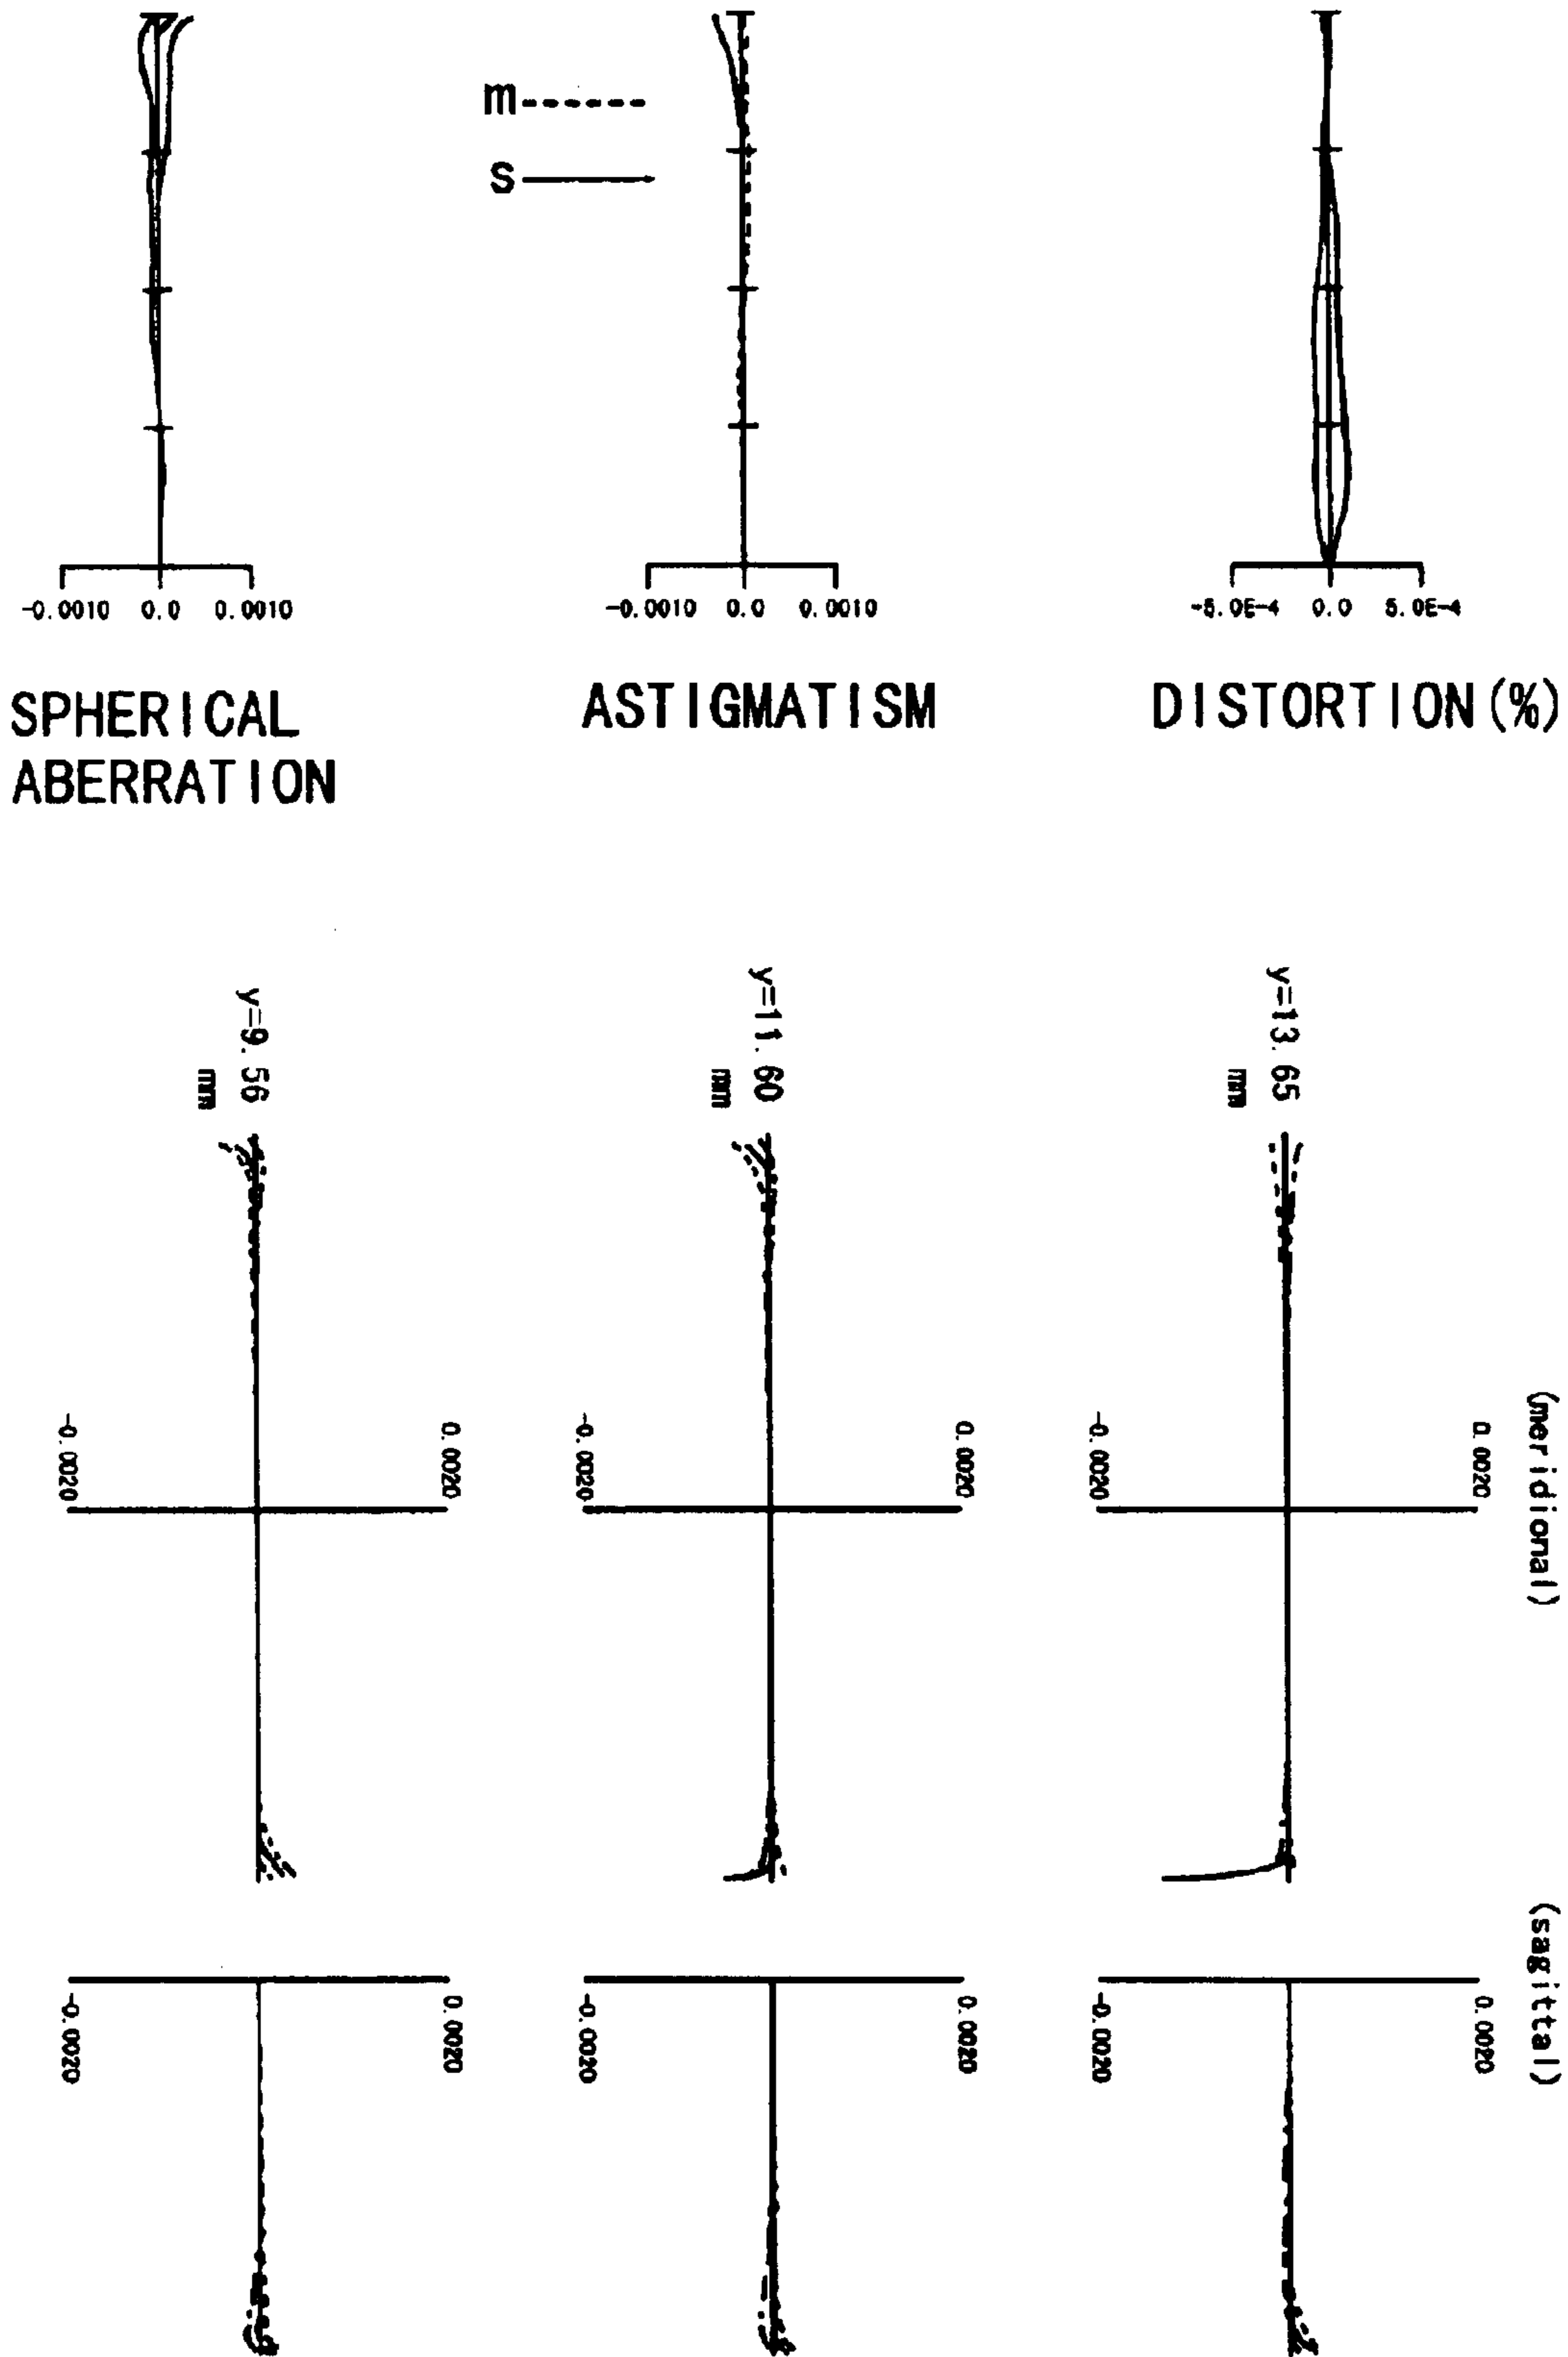 m
s
-0.0010 0.0 0.0010
-0.0010 0.0 0.0010
-5.0E-4 0.0 5.0E-4
SPHERICAL
ABERRATION
ASTIGMATISM
DISTORTION(%)
y=9.56
mm
y=11.60
mm
y=13.65
mm
(meridional)
-0.0020
0.0020
-0.0020
0.0020
-0.0020
0.0020
(sagittal)
-0.0020
0.0020
-0.0020
0.0020
-0.0020
0.0020